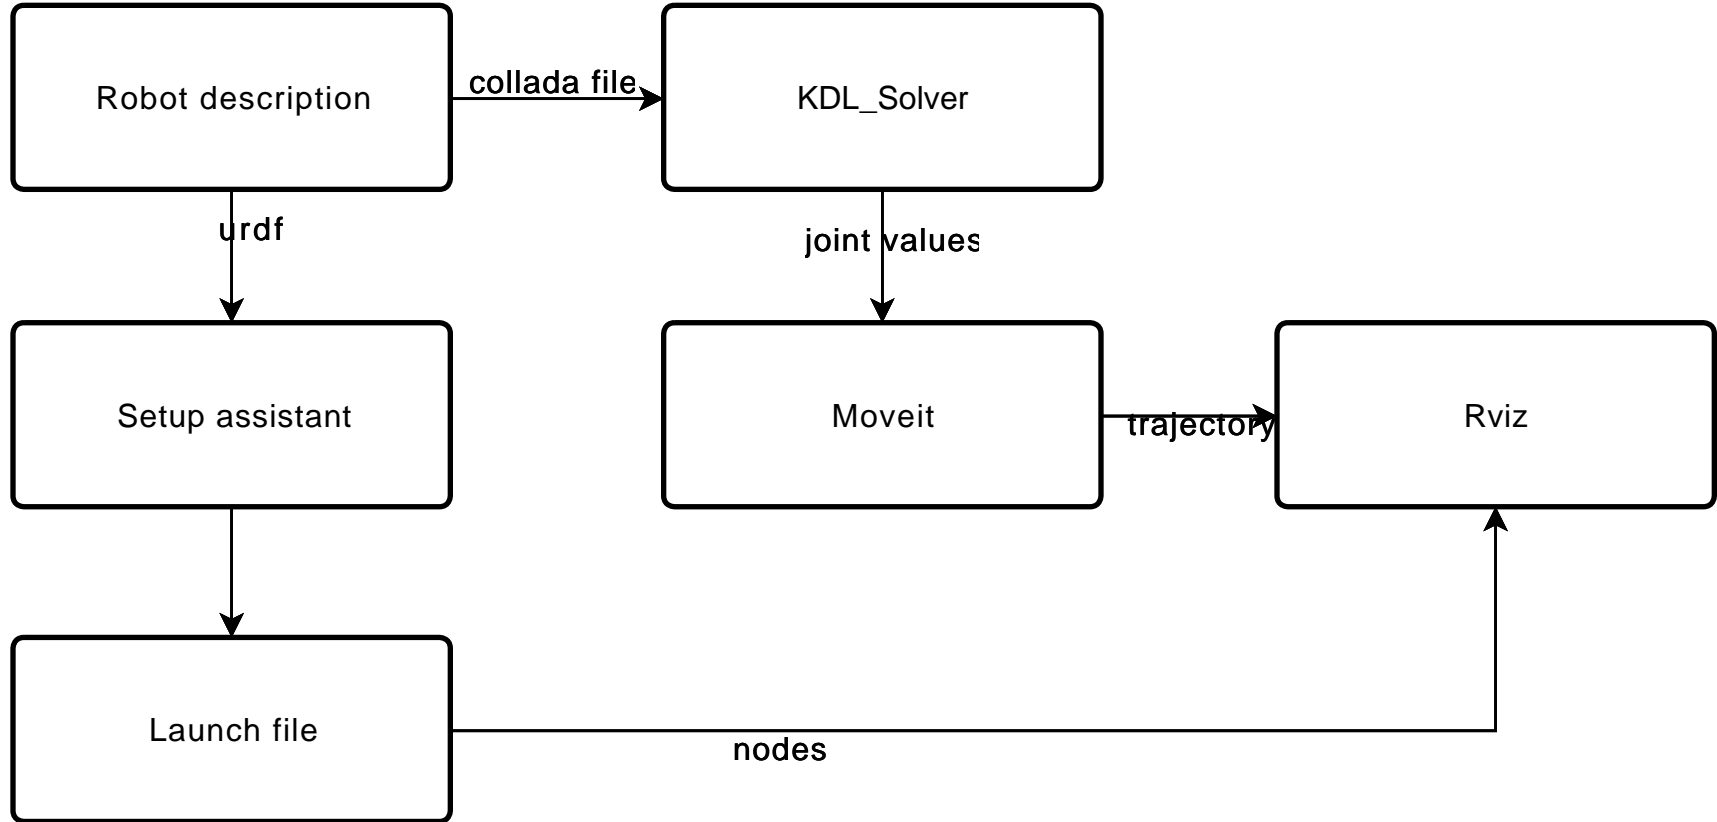 Robot description
collada file
KDL_Solver
urdf
joint values
Setup assistant
Moveit
trajectory
Rviz
Launch file
nodes